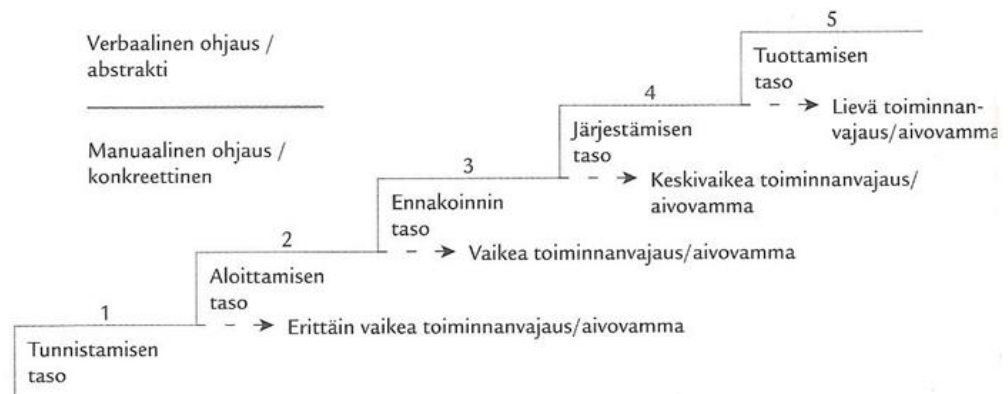 Verbaalinen ohjaus /
abstrakti
Manuaalinen ohjaus /
konkreettinen
5
Tuottamisen
taso
Lievä toiminnan-
vajaus/aivovamma
4
Järjestämisen
taso
Keskivaikea toiminnanvajaus/
aivovamma
3
Ennakoinnin
taso
Vaikea toiminnanvajaus/aivovamma
2
Aloittamisen
taso
Erittäin vaikea toiminnanvajaus/aivovamma
1
Tunnistamisen
taso